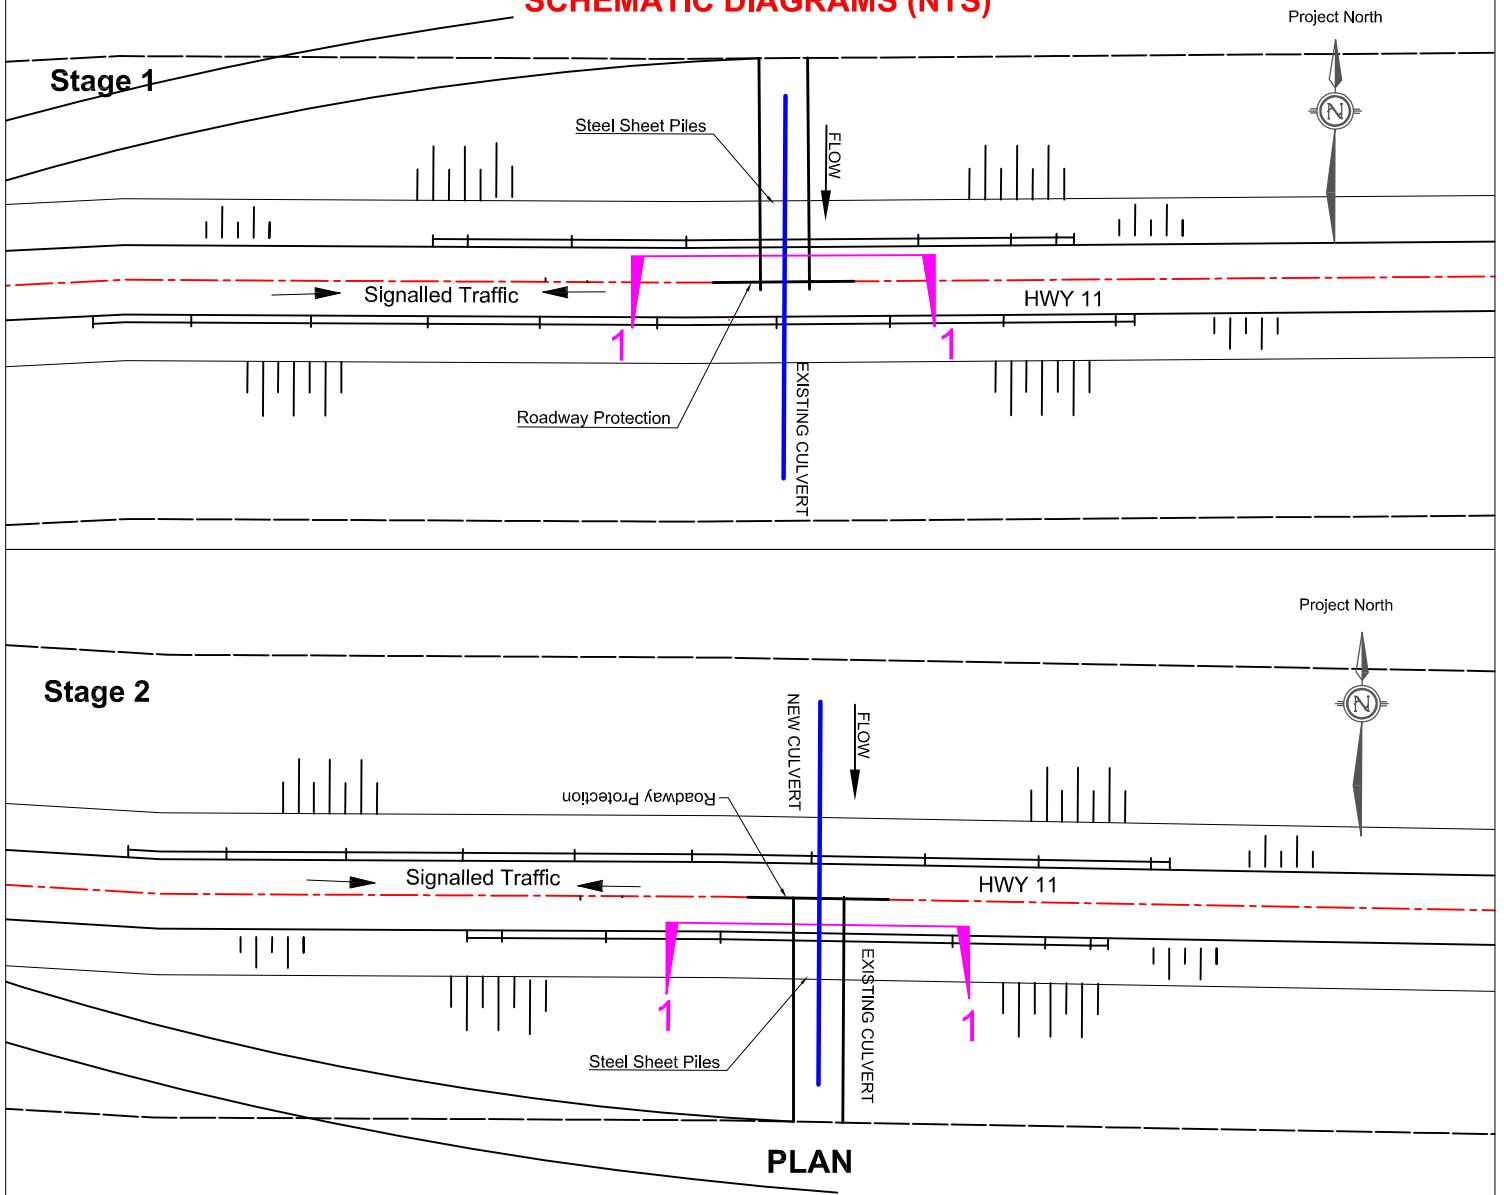 SCHEMATIC DIAGRAMS (NTS)
Project North
Stage 1
Steel Sheet Piles
FLOW
N
Signalled Traffic
HWY 11
1
1
EXISTING CULVERT
Roadway Protection
Project North
Stage 2
NEW CULVERT
FLOW
N
Roadway Protection
Signalled Traffic
HWY 11
EXISTING CULVERT
1
1
Steel Sheet Piles
PLAN